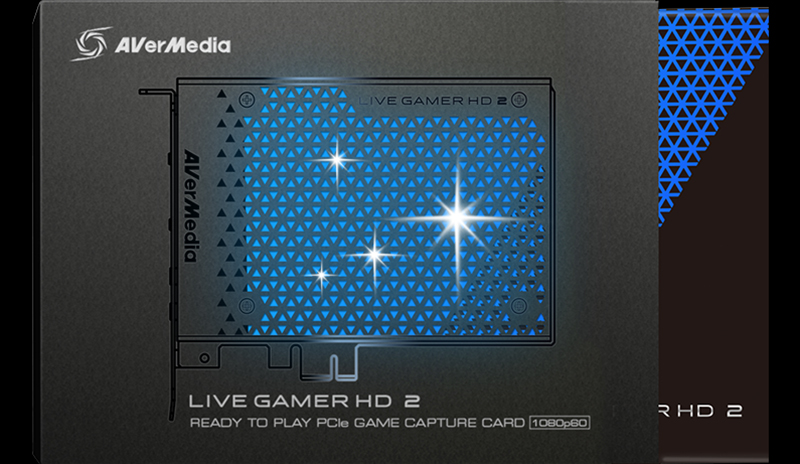 AVerMedia
LIVE GAMER HD 2
AVerMedia
LIVE GAMER HD 2
READY TO PLAY PCIe GAME CAPTURE CARD 1080p60
R HD 2